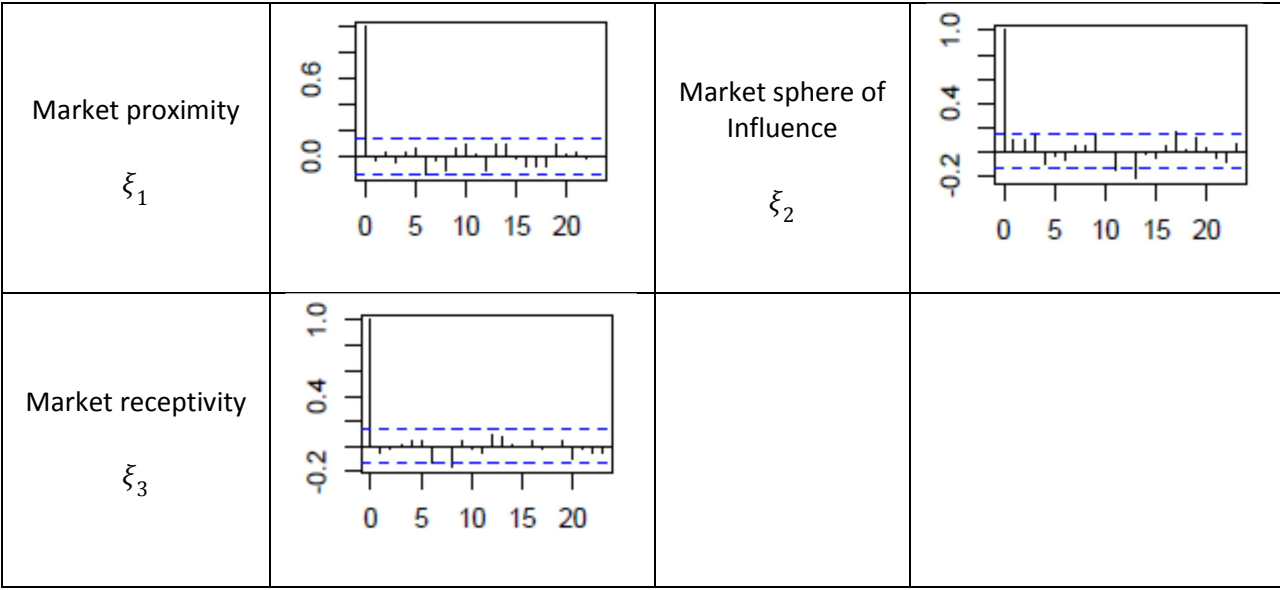 Market proximity
ξ1
0.6
0.0
0 5 10 15 20
Market sphere of
Influence
ξ2
1.0
0.4
-0.2
0 5 10 15 20
Market receptivity
ξ3
1.0
0.4
-0.2
0 5 10 15 20